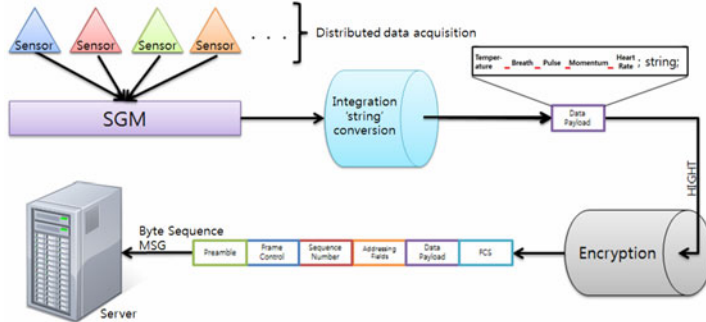 Sensor Sensor Sensor Sensor . . . Distributed data acquisition
SGM
Integration
'string'
conversion
Temper-
ature _ Breath _ Pulse _ Momentum _ Heart
Rate ; string;
Data
Payload
HIGHT
Encryption
Byte Sequence
MSG
Preamble
Frame
Control
Sequence
Number
Addressing
Fields
Data
Payload
FCS
Server